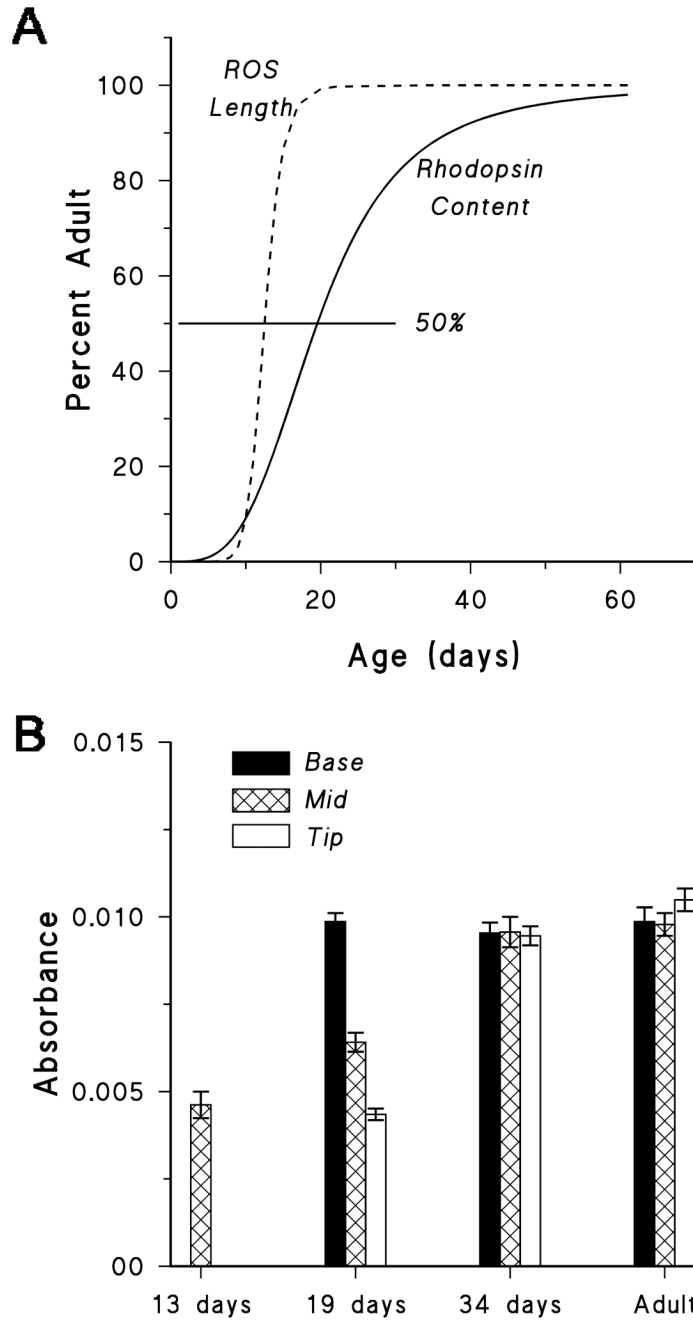 A
ROS
Length
100
80
60
40
20
0
Percent Adult
Rhodopsin
Content
50%
0
20
40
60
Age (days)
B
0.015
0.010
0.005
00
Absorbance
Base
Mid
Tip
13 days
19 days
34 days
Adult